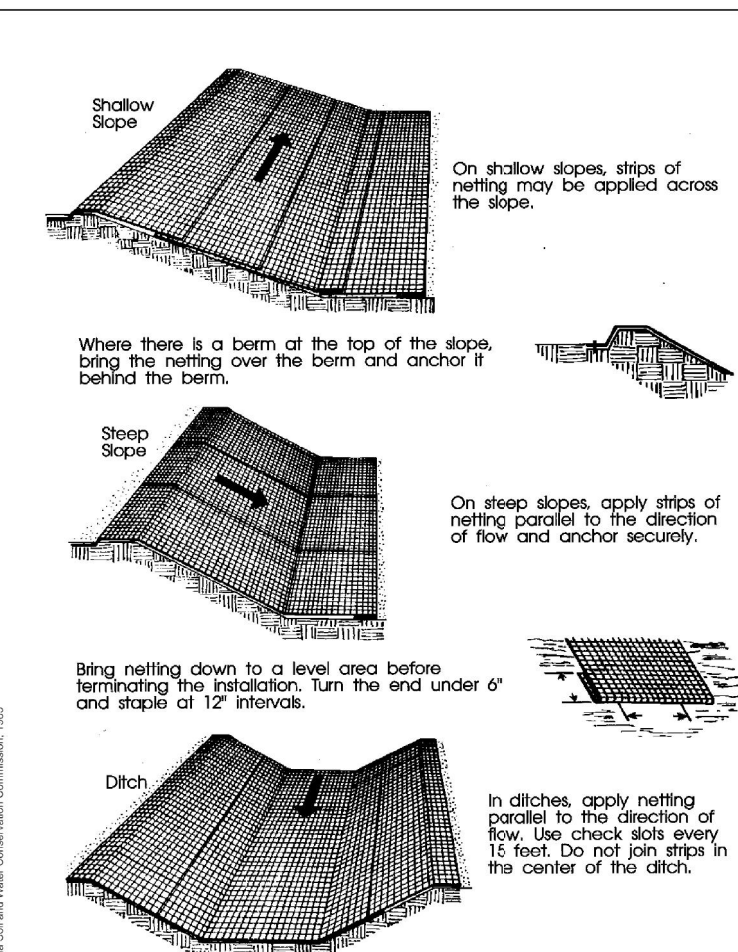 Shallow
Slope
On shallow slopes, strips of
netting may be applied across
the slope.
Where there is a berm at the top of the slope,
bring the netting over the berm and anchor it
behind the berm.
Steep
Slope
On steep slopes, apply strips of
netting parallel to the direction
of flow and anchor securely.
Bring netting down to a level area before
terminating the installation. Turn the end under 6"
and staple at 12" intervals.
Ditch
In ditches, apply netting
parallel to the direction of
flow. Use check slots every
15 feet. Do not join strips in
the center of the ditch.
Soil and Water Conservation Commission,